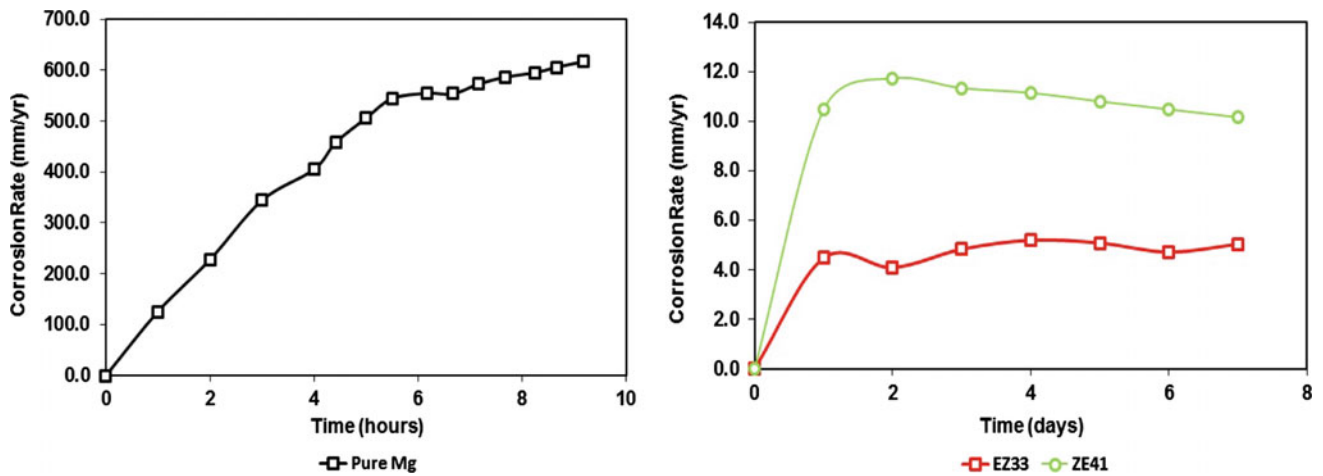 700.0
600.0
500.0
400.0
300.0
200.0
100.0
0.0
Corrosion Rate (mm/yr)
0 2 4 6 8 10
Time (hours)
Pure Mg
14.0
12.0
10.0
8.0
6.0
4.0
2.0
0.0
Corrosion Rate (mm/yr)
0 2 4 6 8
Time (days)
EZ33 ZE41